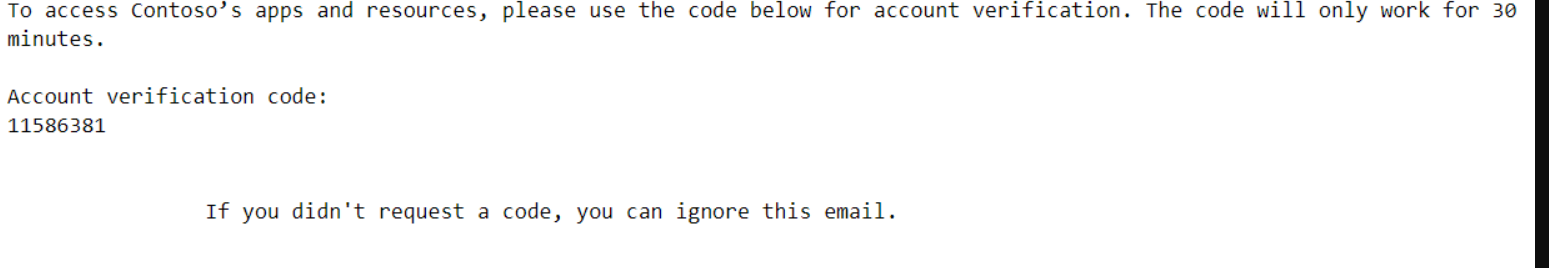 To access Contoso’s apps and resources, please use the code below for account verification. The code will only work for 30
minutes.
Account verification code:
11586381
If you didn't request a code, you can ignore this email.